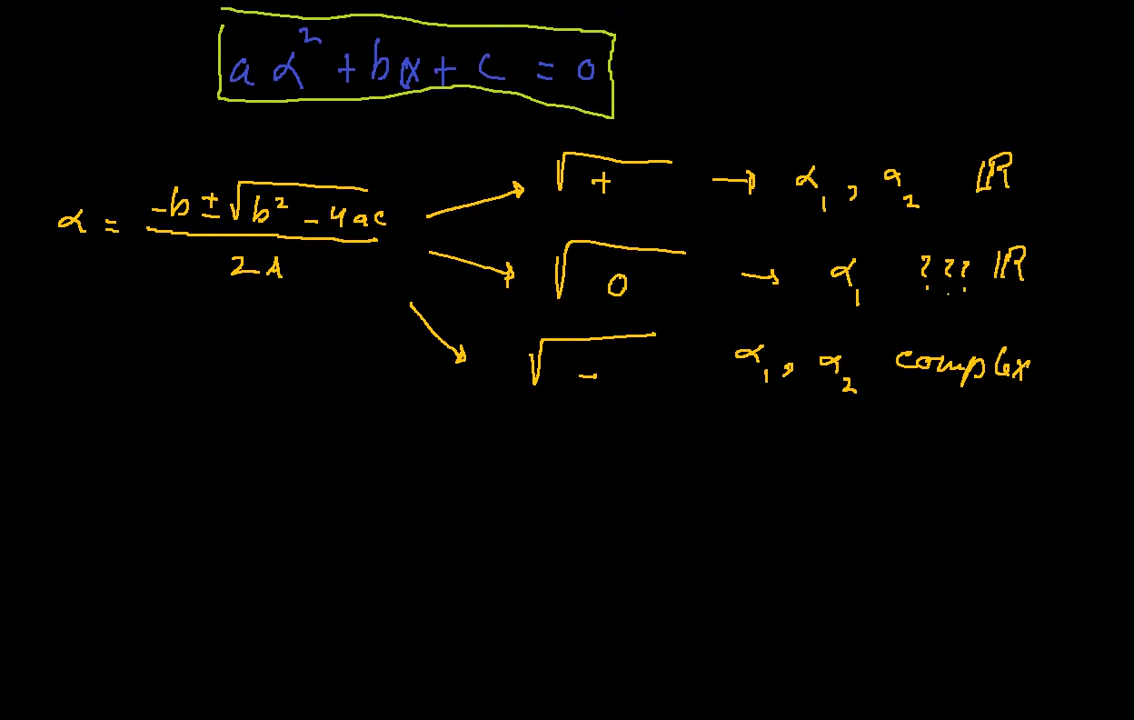 aα² + bα + c = 0
α = (-b ± √(b² - 4ac)) / 2A
√+ → α₁, α₂ ℝ
√0 → α₁ ??? ℝ
√- α₁, α₂ complex